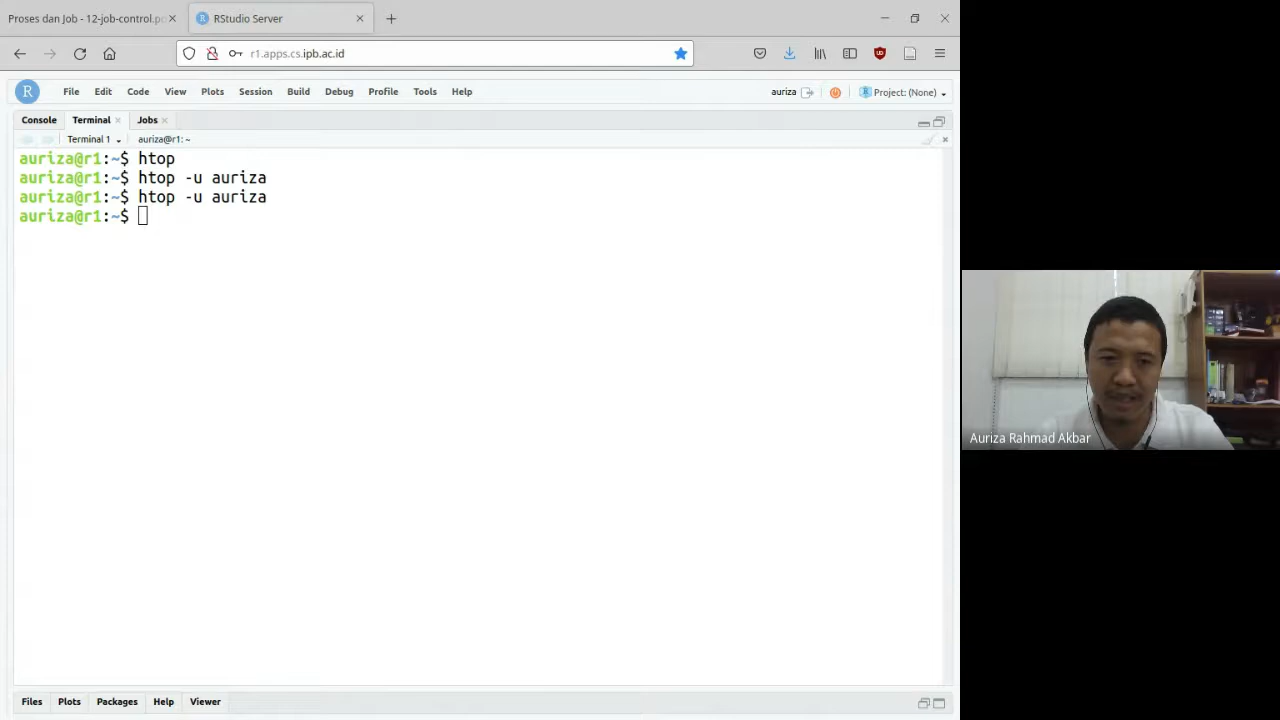 Proses dan Job - 12-job-control.po
RStudio Server
r1.apps.cs.ipb.ac.id
R
File Edit Code View Plots Session Build Debug Profile Tools Help
auriza
Project: (None)
Console Terminal Jobs
Terminal 1
auriza@r1: ~
auriza@r1:~$ htop
auriza@r1:~$ htop -u auriza
auriza@r1:~$ htop -u auriza
auriza@r1:~$
Auriza Rahmad Akbar
Files Plots Packages Help Viewer